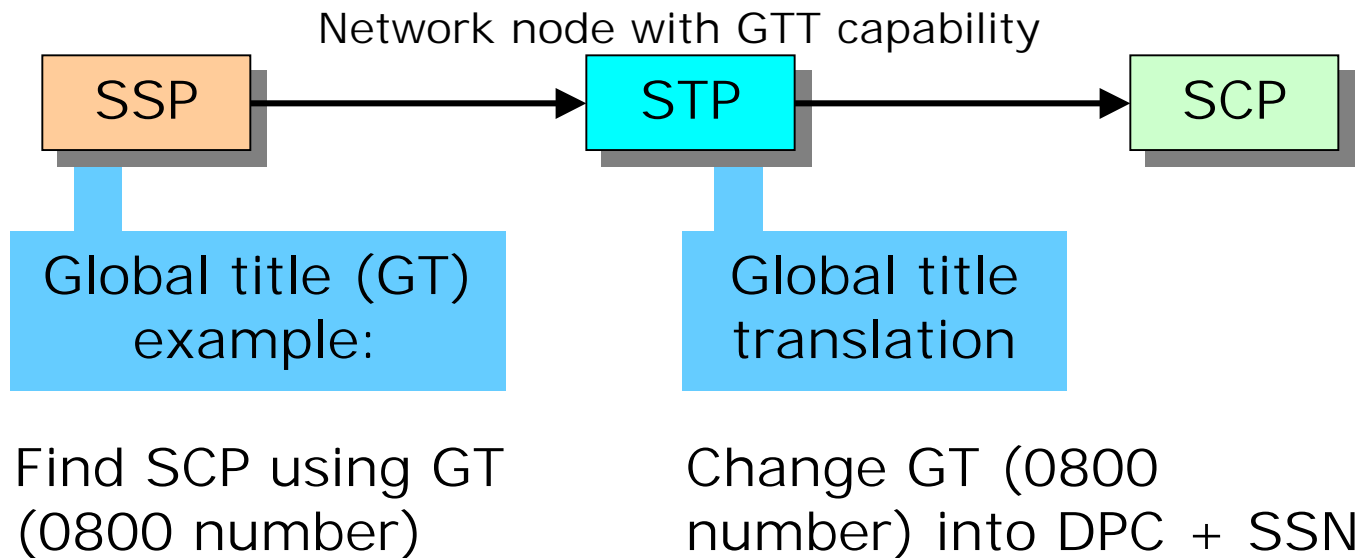 Network node with GTT capability
SSP
STP
SCP
Global title (GT)
example:
Global title
translation
Find SCP using GT
(0800 number)
Change GT (0800
number) into DPC + SSN